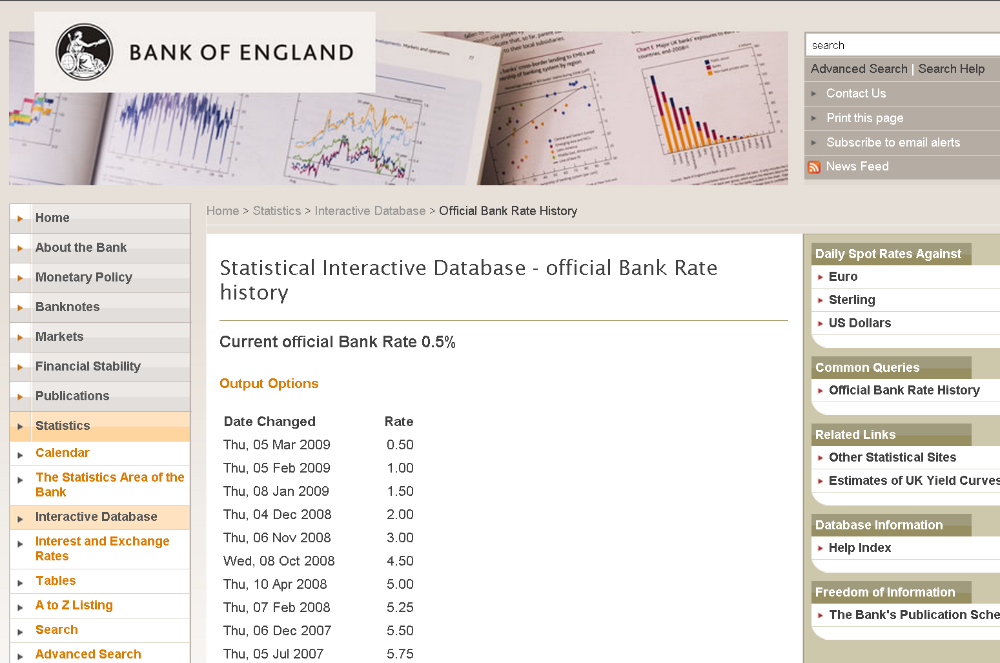 BANK OF ENGLAND
search
Advanced Search | Search Help
Contact Us
Print this page
Subscribe to email alerts
News Feed
Home
About the Bank
Monetary Policy
Banknotes
Markets
Financial Stability
Publications
Statistics
Calendar
The Statistics Area of the
Bank
Interactive Database
Interest and Exchange
Rates
Tables
A to Z Listing
Search
Advanced Search
Home > Statistics > Interactive Database > Official Bank Rate History
Statistical Interactive Database - official Bank Rate
history
Current official Bank Rate 0.5%
Output Options
Date Changed Rate
Thu, 05 Mar 2009 0.50
Thu, 05 Feb 2009 1.00
Thu, 08 Jan 2009 1.50
Thu, 04 Dec 2008 2.00
Thu, 06 Nov 2008 3.00
Wed, 08 Oct 2008 4.50
Thu, 10 Apr 2008 5.00
Thu, 07 Feb 2008 5.25
Thu, 06 Dec 2007 5.50
Thu, 05 Jul 2007 5.75
Daily Spot Rates Against
Euro
Sterling
US Dollars
Common Queries
Official Bank Rate History
Related Links
Other Statistical Sites
Estimates of UK Yield Curves
Database Information
Help Index
Freedom of Information
The Bank's Publication Sche